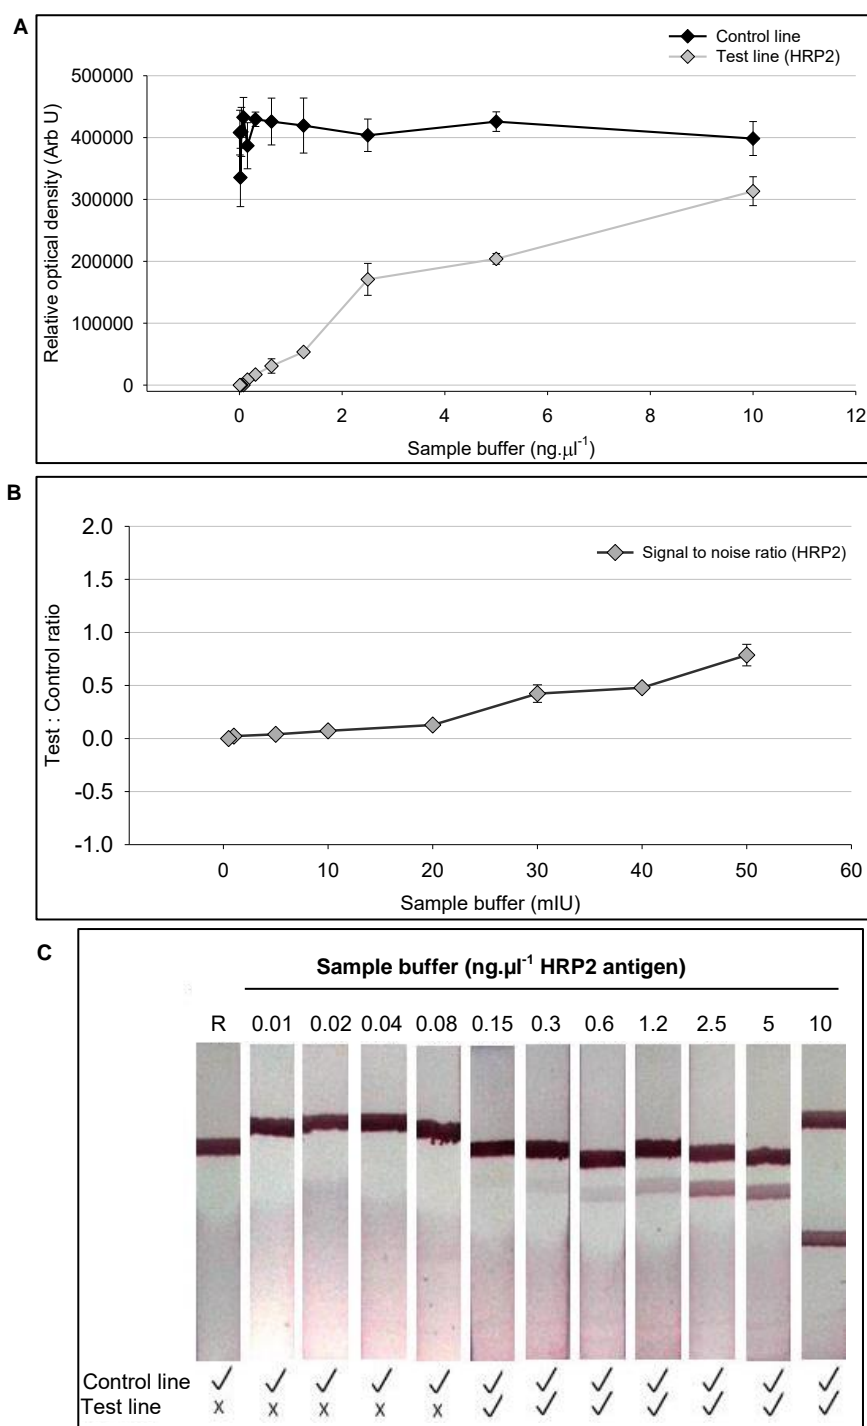 A
Control line
Test line (HRP2)
500000
400000
300000
200000
100000
0
Relative optical density (Arb U)
0 2 4 6 8 10 12
Sample buffer (ng.µl⁻¹)
B
2.0
1.5
1.0
0.5
0.0
-0.5
-1.0
Signal to noise ratio (HRP2)
Test : Control ratio
0 10 20 30 40 50 60
Sample buffer (mIU)
C
Sample buffer (ng.µl⁻¹ HRP2 antigen)
R 0.01 0.02 0.04 0.08 0.15 0.3 0.6 1.2 2.5 5 10
Control line ✓ ✓ ✓ ✓ ✓ ✓ ✓ ✓ ✓ ✓ ✓ ✓
Test line x x x x x ✓ ✓ ✓ ✓ ✓ ✓ ✓